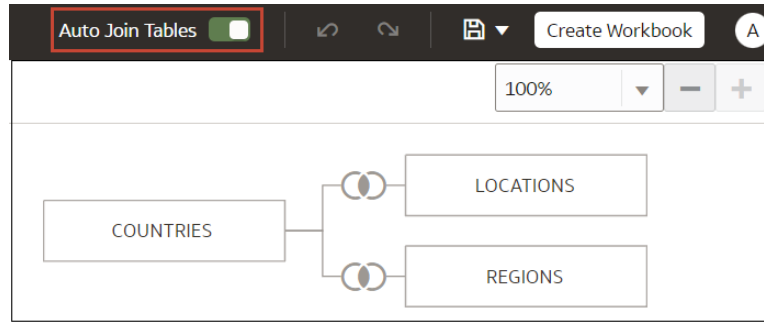 Auto Join Tables
Create Workbook
A
100%
LOCATIONS
COUNTRIES
REGIONS